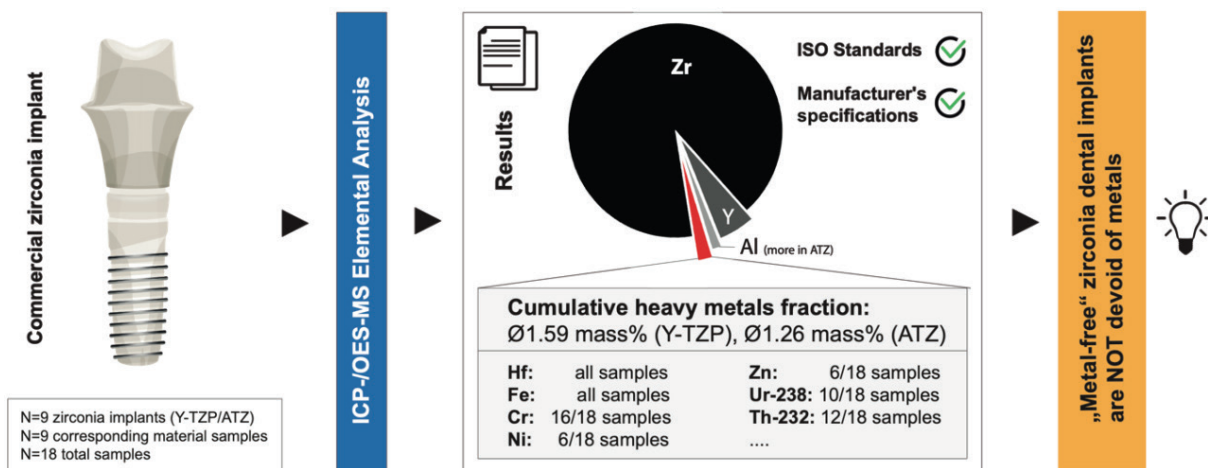 Commercial zirconia implant
N=9 zirconia implants (Y-TZP/ATZ)
N=9 corresponding material samples
N=18 total samples
ICP-/OES-MS Elemental Analysis
Results
Zr
Y
Al (more in ATZ)
ISO Standards
Manufacturer's
specifications
Cumulative heavy metals fraction:
Ø1.59 mass% (Y-TZP), Ø1.26 mass% (ATZ)
Hf: all samples
Fe: all samples
Cr: 16/18 samples
Ni: 6/18 samples
Zn: 6/18 samples
Ur-238: 10/18 samples
Th-232: 12/18 samples
....
„Metal-free“ zirconia dental implants
are NOT devoid of metals